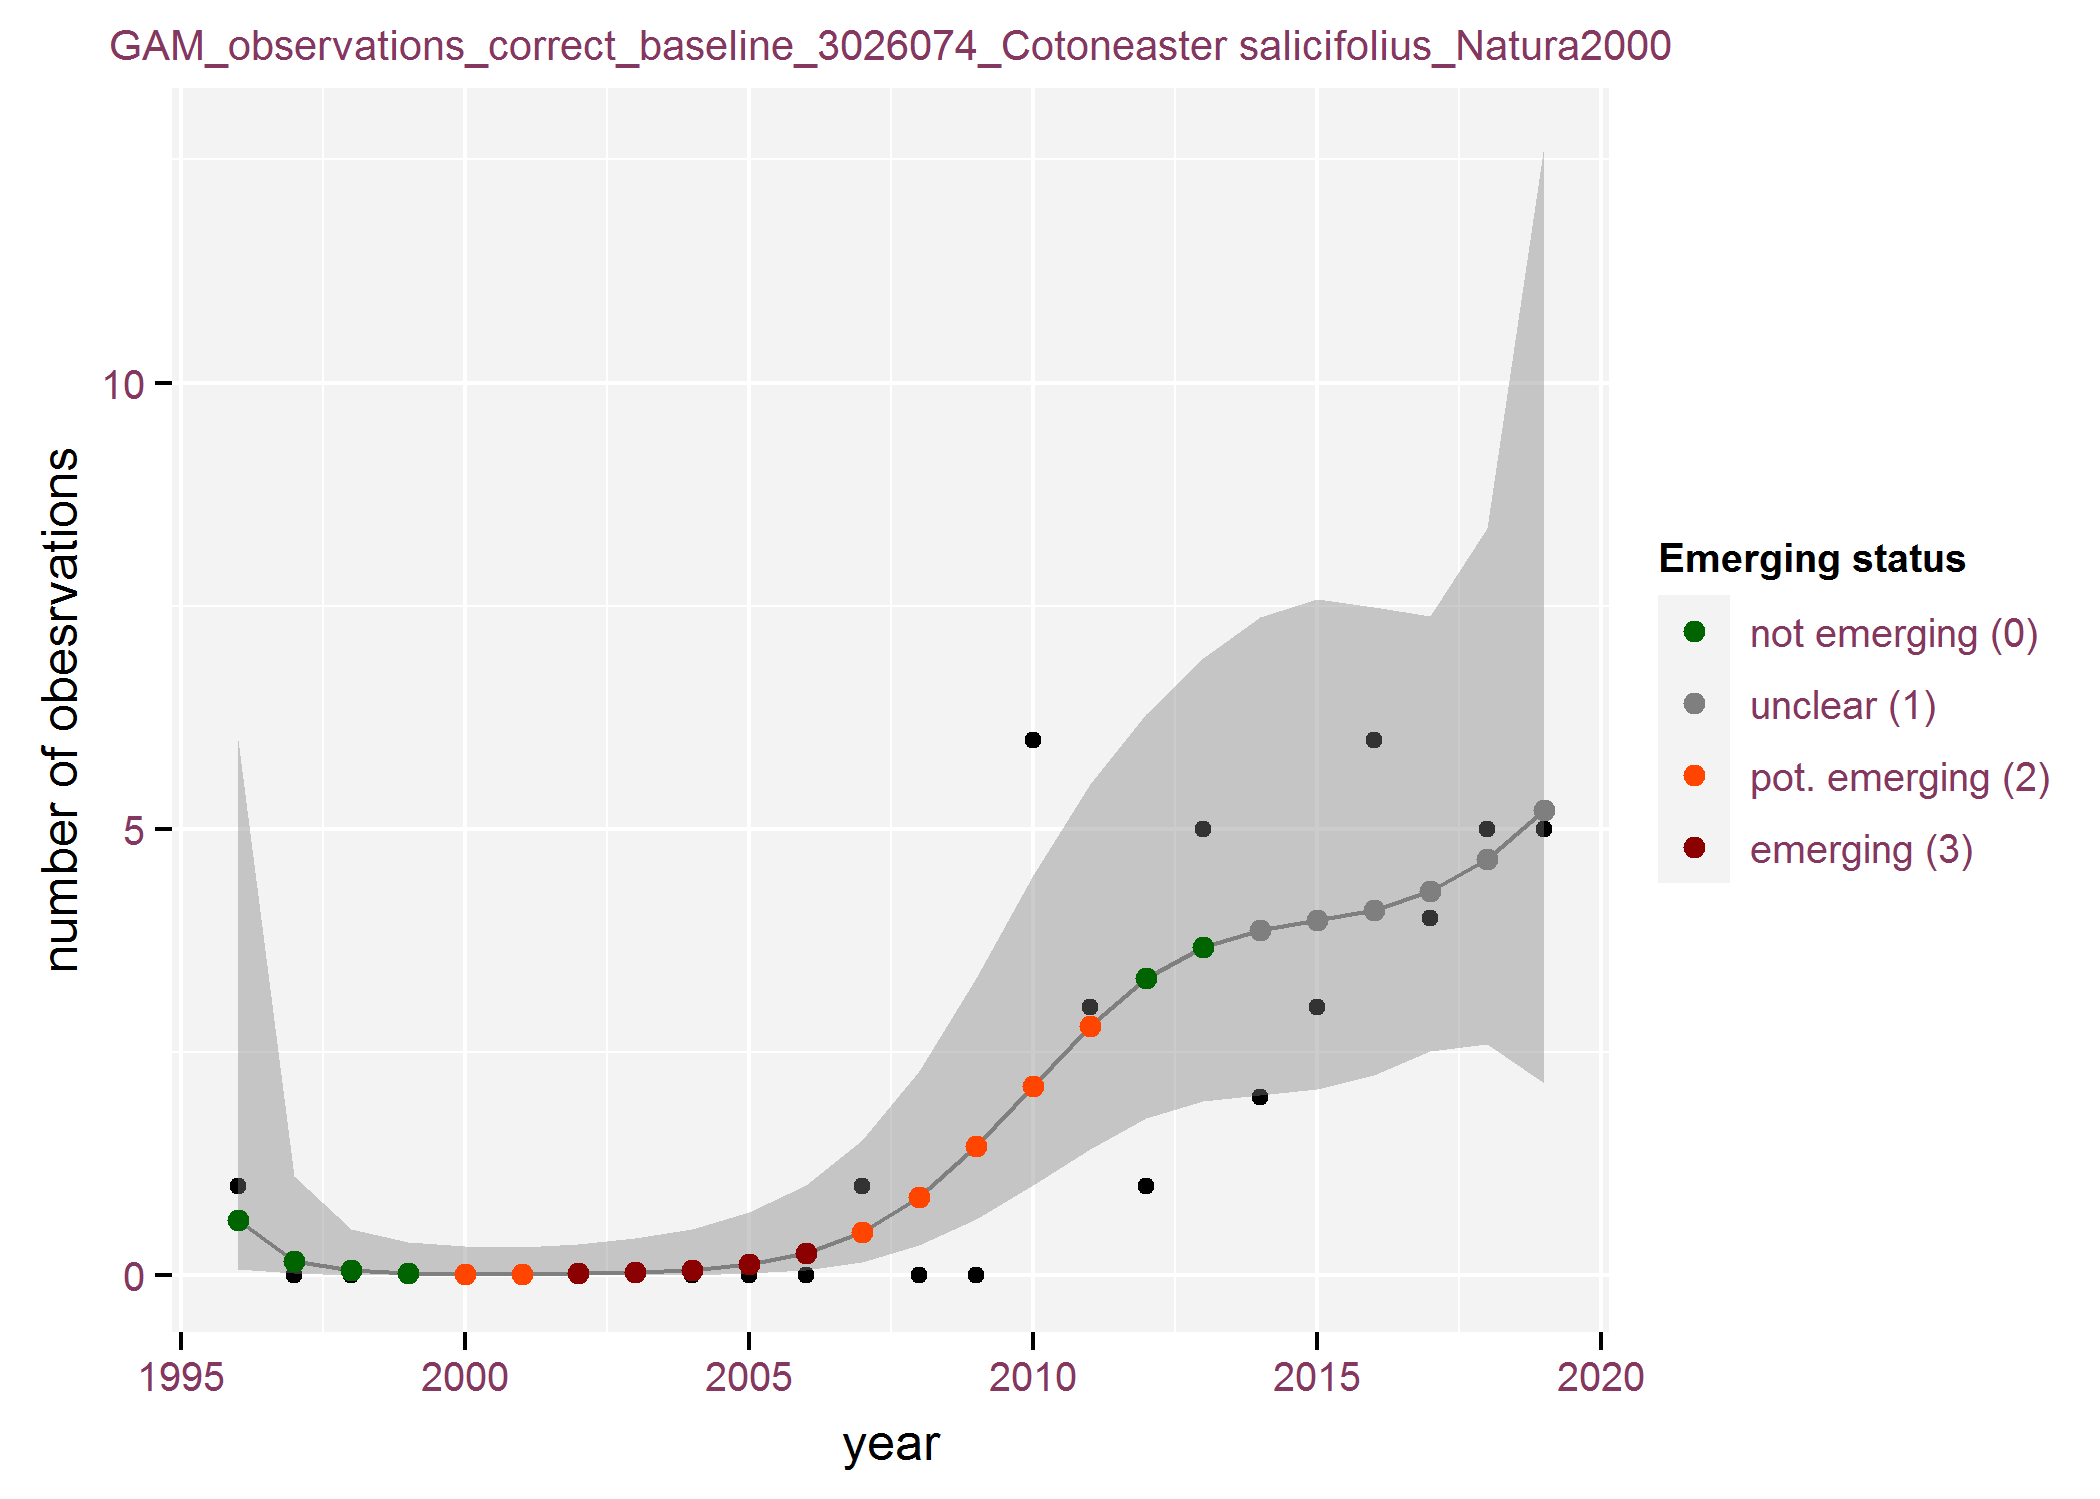 GAM_observations_correct_baseline_3026074_Cotoneaster salicifolius_Natura2000
number of obesrvations
10
5
0
1995
2000
2005
2010
2015
2020
year
Emerging status
not emerging (0)
unclear (1)
pot. emerging (2)
emerging (3)